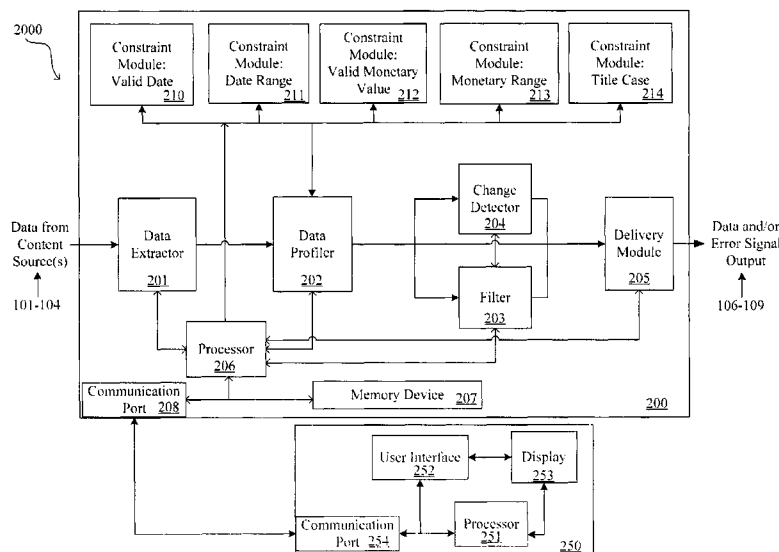 2000
Constraint
Module:
Valid Date
210
Constraint
Module:
Date Range
211
Constraint
Module:
Valid Monetary
Value
212
Constraint
Module:
Monetary Range
213
Constraint
Module:
Title Case
214
Data from
Content
Source(s)
101-104
Data
Extractor
201
Data
Profiler
202
Change
Detector
204
Filter
203
Delivery
Module
205
Data and/or
Error Signal
Output
106-109
Processor
206
Communication
Port 208
Memory Device 207
200
User Interface
252
Display
253
Communication
Port 254
Processor
251
250